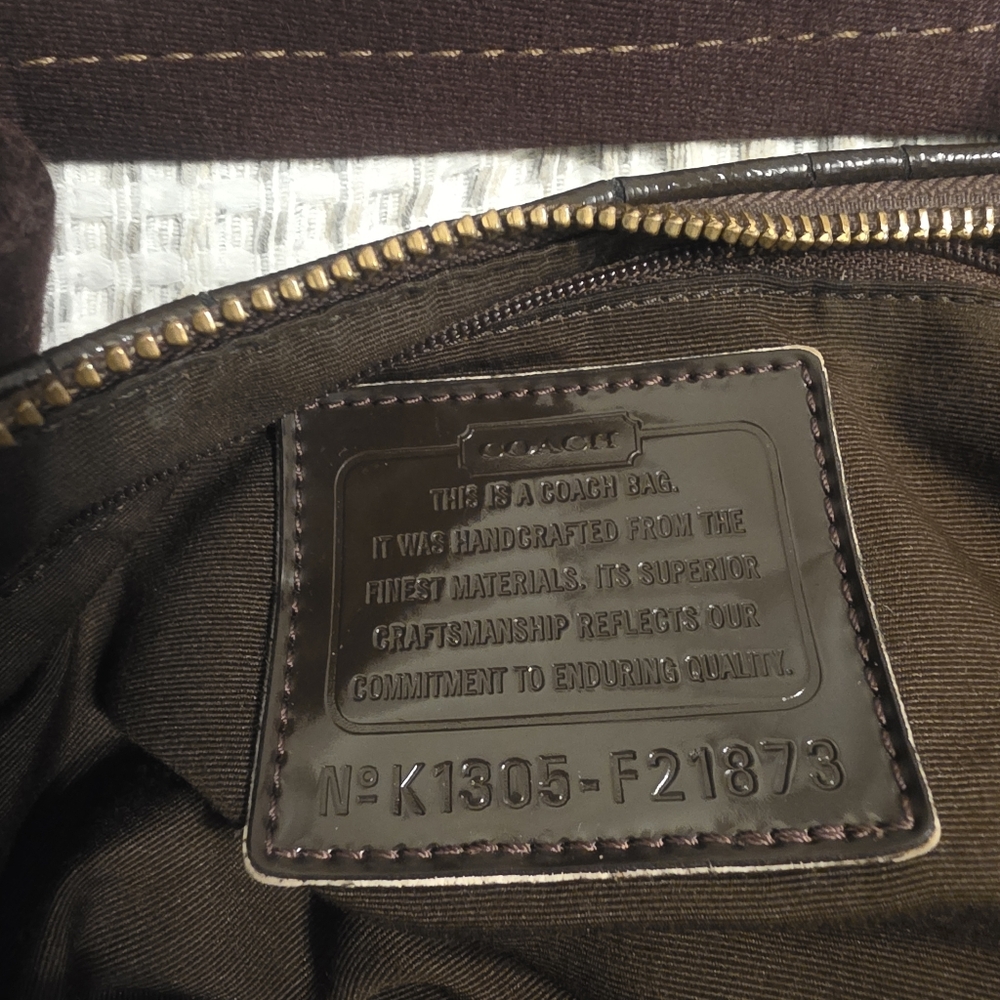 COACH
THIS IS A COACH BAG.
IT WAS HANDCRAFTED FROM THE
FINEST MATERIALS. ITS SUPERIOR
CRAFTSMANSHIP REFLECTS OUR
COMMITMENT TO ENDURING QUALITY.
Nº K1305-F21873